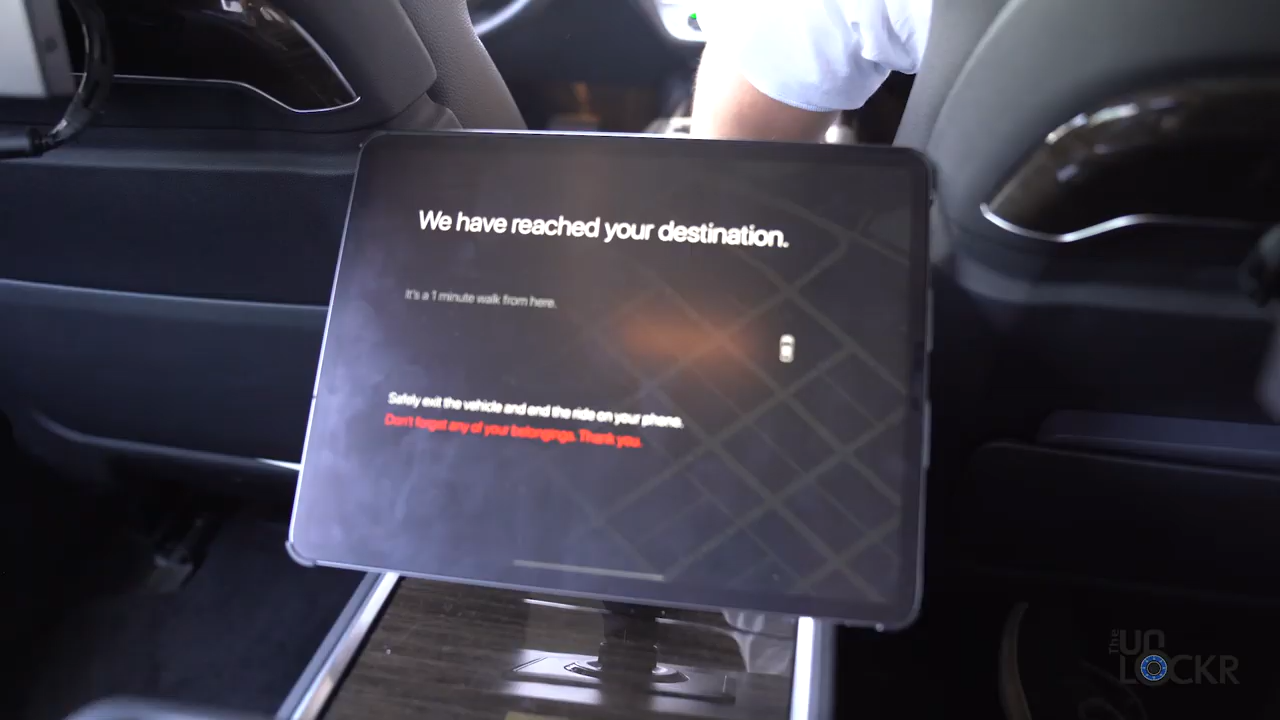 We have reached your destination.
It's a 1 minute walk from here.
Safely exit the vehicle and end the ride on your phone.
Don't forget any of your belongings. Thank you.
The
UnLOCKR